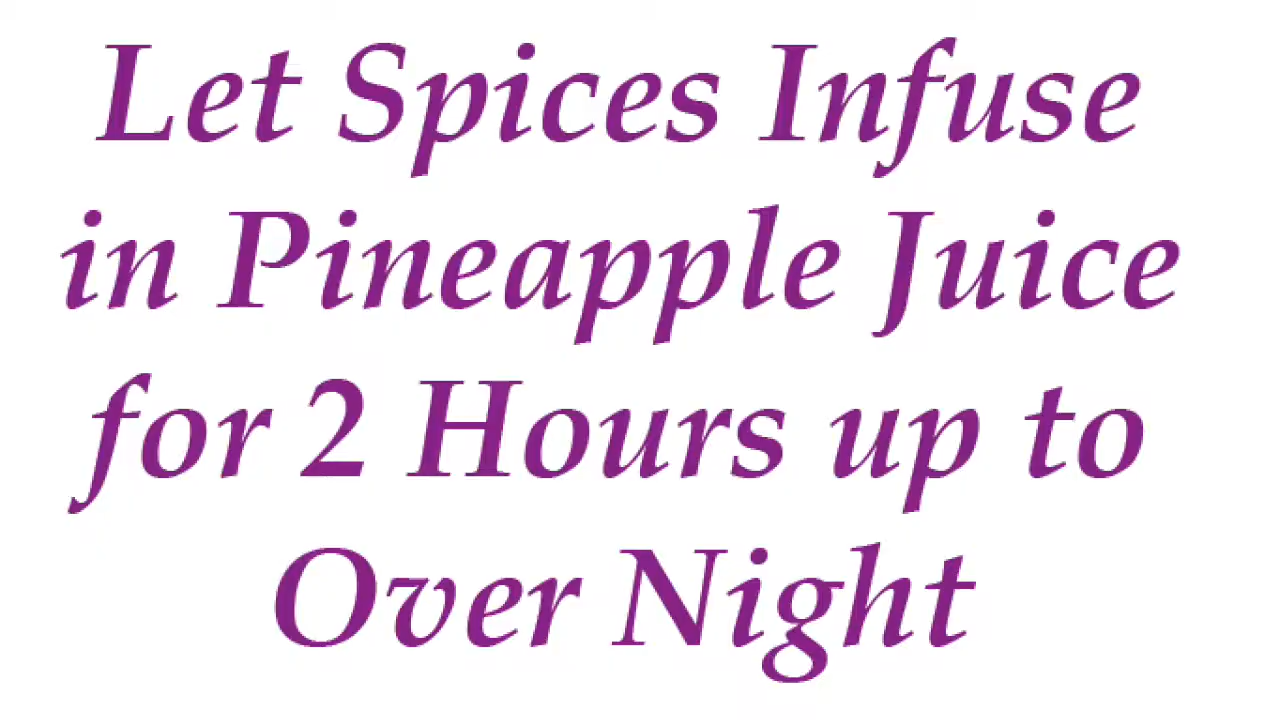 Let Spices Infuse
in Pineapple Juice
for 2 Hours up to
Over Night